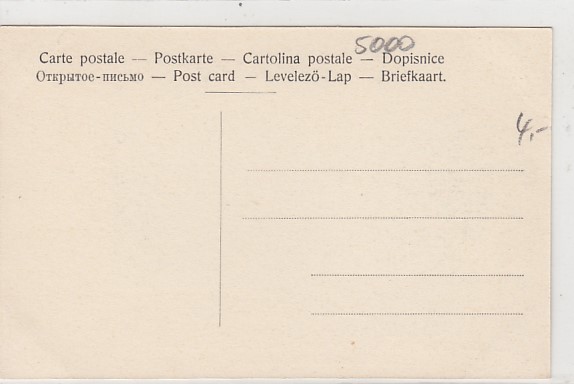 5000
Carte postale — Postkarte — Cartolina postale — Dopisnice
Открытое-письмо — Post card — Levelező-Lap — Briefkaart.
4,-